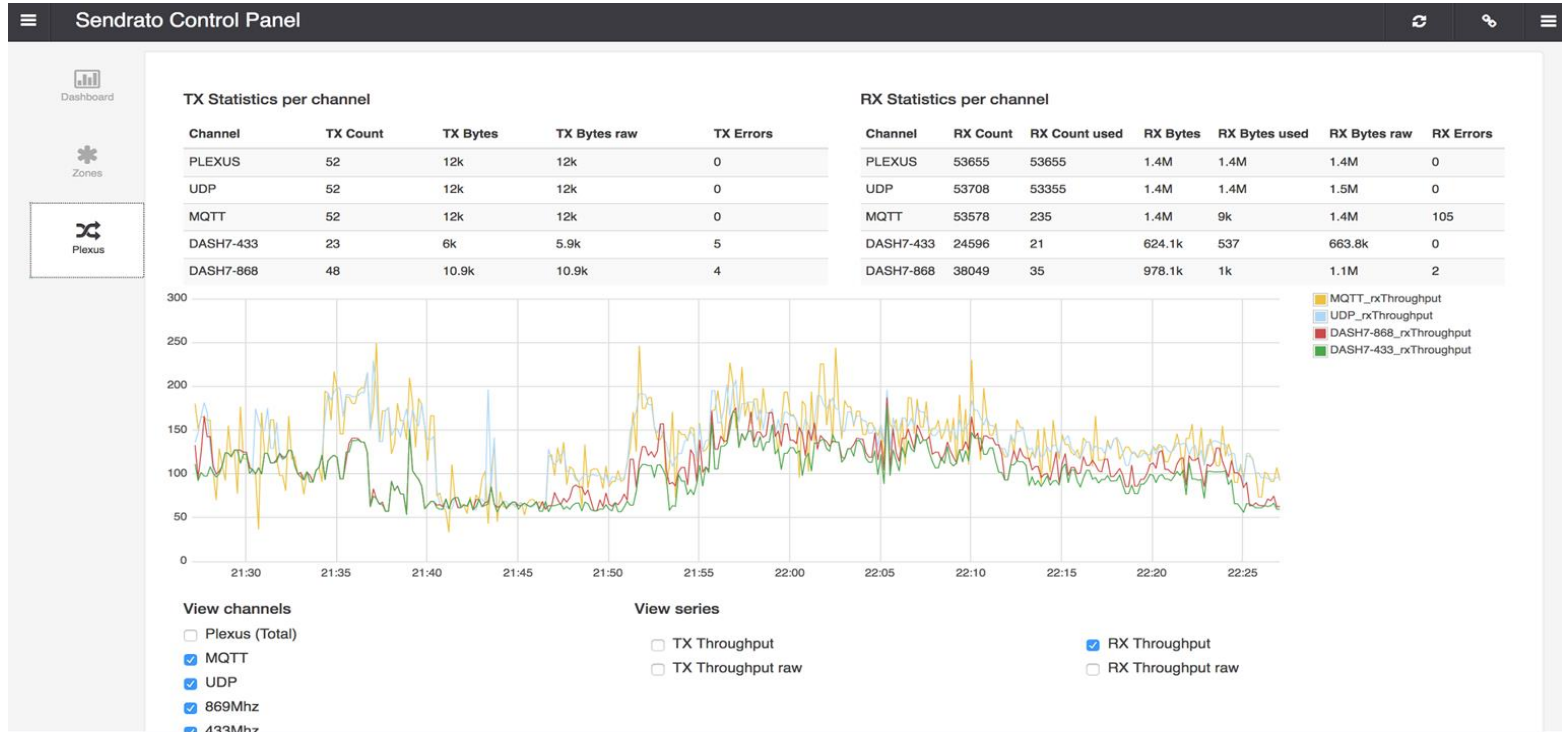 Sendrato Control Panel
Dashboard
Zones
Plexus
TX Statistics per channel
Channel TX Count TX Bytes TX Bytes raw TX Errors
PLEXUS 52 12k 12k 0
UDP 52 12k 12k 0
MQTT 52 12k 12k 0
DASH7-433 23 6k 5.9k 5
DASH7-868 48 10.9k 10.9k 4
RX Statistics per channel
Channel RX Count RX Count used RX Bytes RX Bytes used RX Bytes raw RX Errors
PLEXUS 53655 53655 1.4M 1.4M 1.4M 0
UDP 53708 53355 1.4M 1.4M 1.5M 0
MQTT 53578 235 1.4M 9k 1.4M 105
DASH7-433 24596 21 624.1k 537 663.8k 0
DASH7-868 38049 35 978.1k 1k 1.1M 2
300
250
200
150
100
50
0
21:30 21:35 21:40 21:45 21:50 21:55 22:00 22:05 22:10 22:15 22:20 22:25
MQTT_rxThroughput
UDP_rxThroughput
DASH7-868_rxThroughput
DASH7-433_rxThroughput
View channels
Plexus (Total)
MQTT
UDP
869Mhz
433Mhz
View series
TX Throughput
TX Throughput raw
RX Throughput
RX Throughput raw